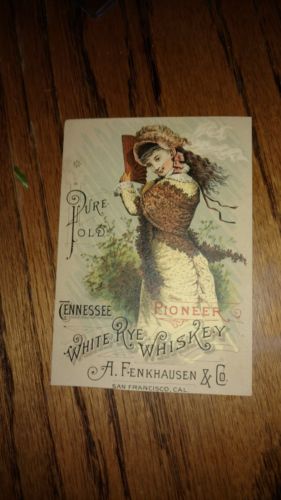 PURE
OLD
TENNESSEE PIONEER
WHITE RYE WHISKEY
A. FENKHAUSEN & CO.
SAN FRANCISCO, CAL.